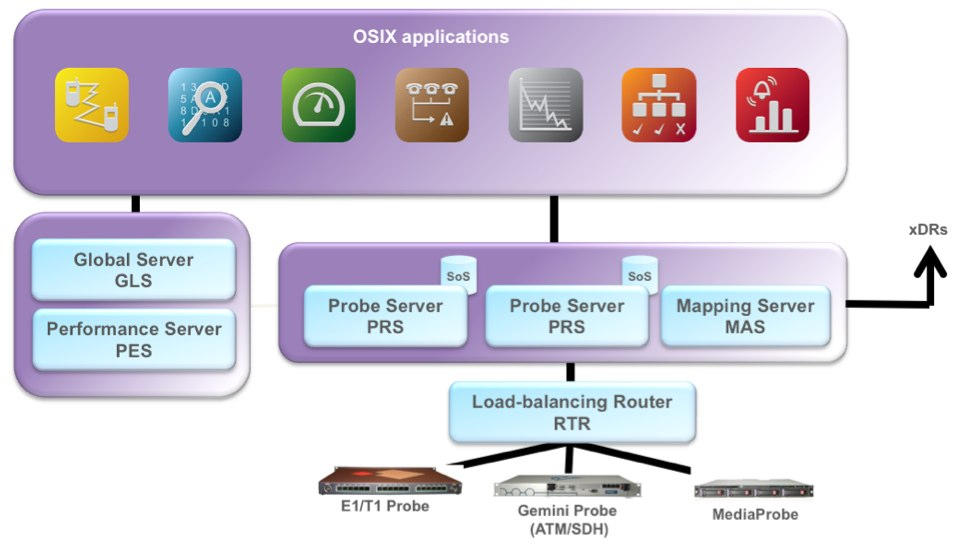 OSIX applications
A
xDRs
Global Server
GLS
Performance Server
PES
SoS
SoS
Probe Server
PRS
Probe Server
PRS
Mapping Server
MAS
Load-balancing Router
RTR
E1/T1 Probe
Gemini Probe
(ATM/SDH)
MediaProbe